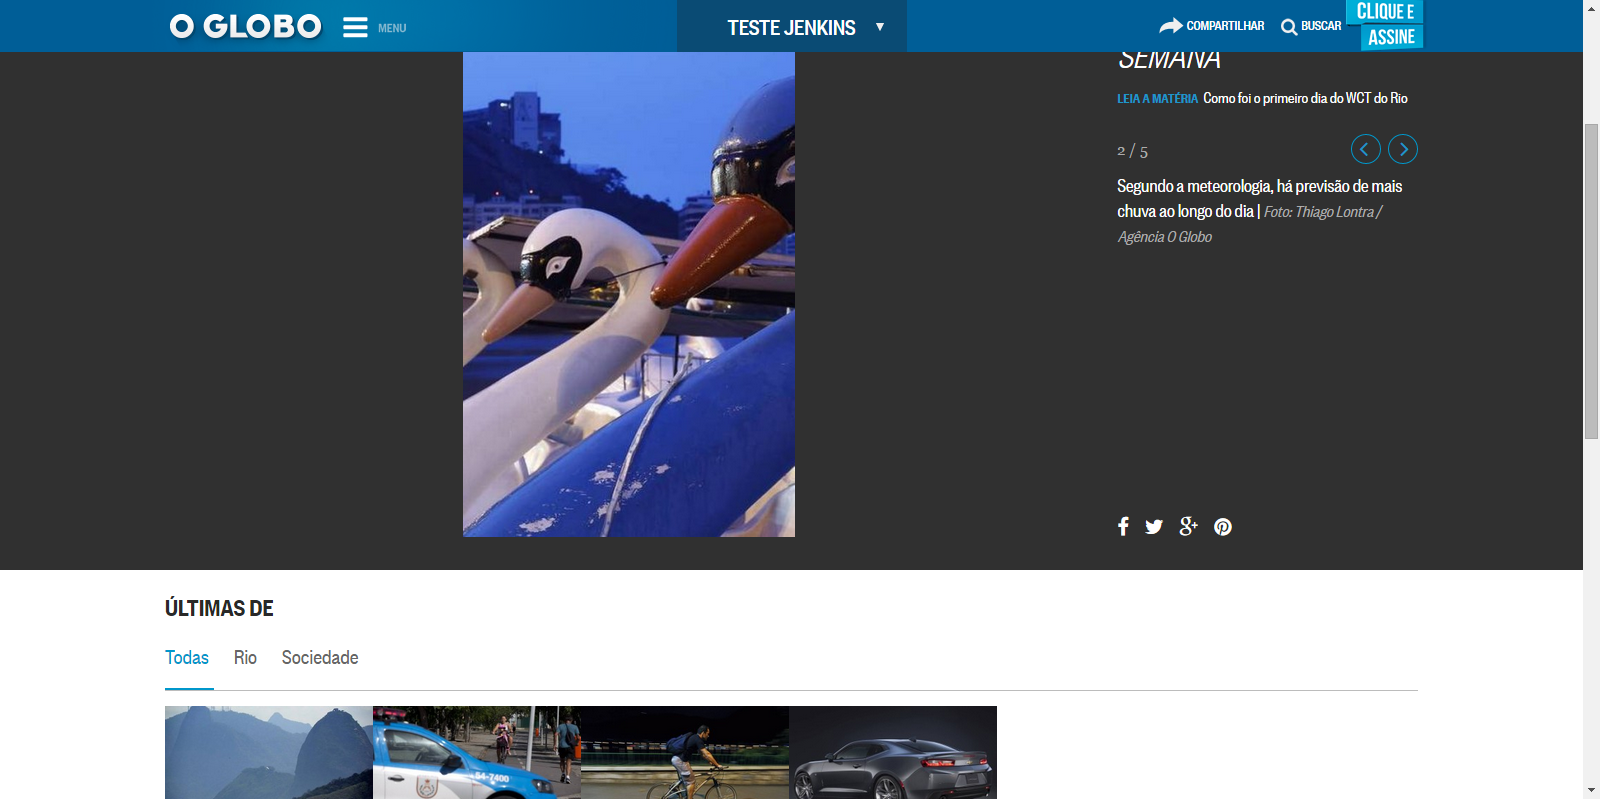 O GLOBO
MENU
TESTE JENKINS
COMPARTILHAR
BUSCAR
CLIQUE E
ASSINE
SEMANA
LEIA A MATÉRIA Como foi o primeiro dia do WCT do Rio
2 / 5
Segundo a meteorologia, há previsão de mais
chuva ao longo do dia | Foto: Thiago Lontra /
Agência O Globo
ÚLTIMAS DE
Todas Rio Sociedade
54-7400